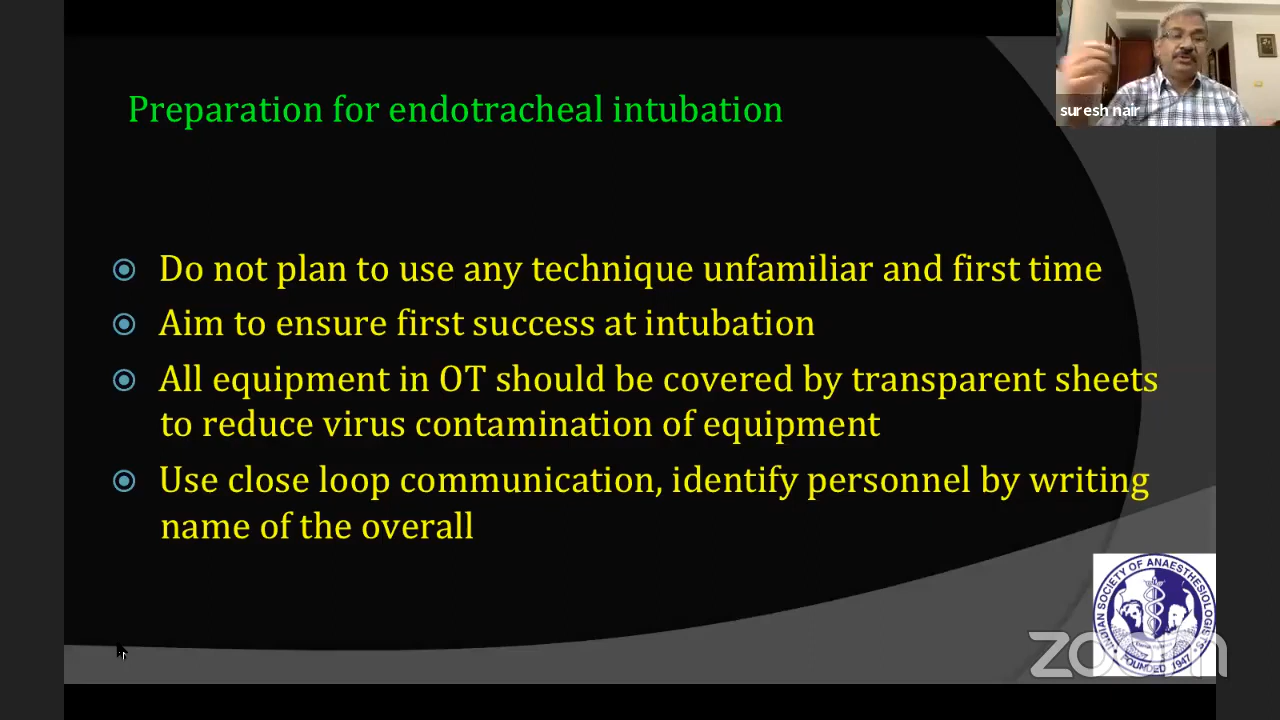 suresh nair
Preparation for endotracheal intubation
Do not plan to use any technique unfamiliar and first time
Aim to ensure first success at intubation
All equipment in OT should be covered by transparent sheets
to reduce virus contamination of equipment
Use close loop communication, identify personnel by writing
name of the overall
INDIAN SOCIETY OF ANAESTHESIOLOGISTS
FOUNDED 1947
zoom